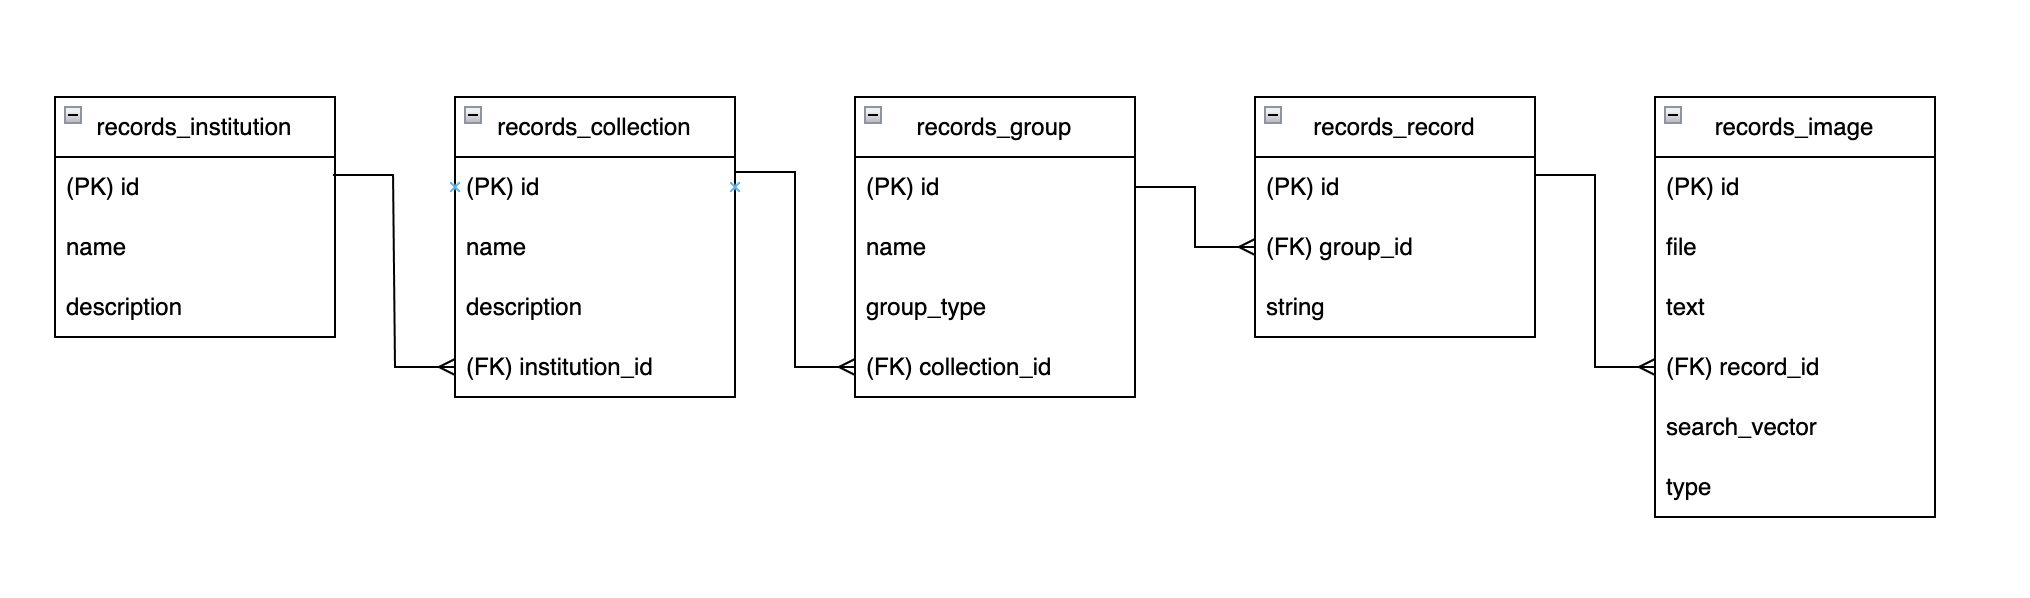 records_institution
(PK) id
name
description
records_collection
(PK) id
name
description
(FK) institution_id
records_group
(PK) id
name
group_type
(FK) collection_id
records_record
(PK) id
(FK) group_id
string
records_image
(PK) id
file
text
(FK) record_id
search_vector
type